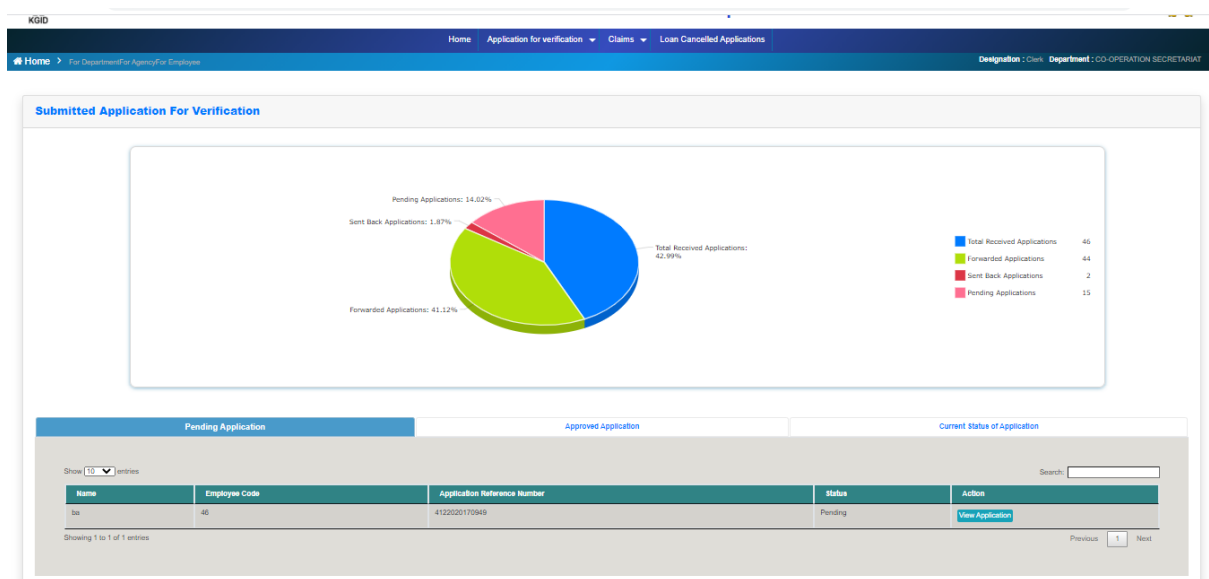 KGID
Home Application for verification Claims Loan Cancelled Applications
Home > For DepartmentFor AgencyFor Employee Designation : Clerk Department : CO-OPERATION SECRETARIAT
Submitted Application For Verification
Pending Applications: 14.02%
Sent Back Applications: 1.87%
Total Received Applications:
42.99%
Forwarded Applications: 41.12%
Total Received Applications 46
Forwarded Applications 44
Sent Back Applications 2
Pending Applications 15
Pending Application Approved Application Current Status of Application
Show 10 entries Search:
Name Employee Code Application Reference Number Status Action
ba 46 4122020170949 Pending View Application
Showing 1 to 1 of 1 entries Previous 1 Next